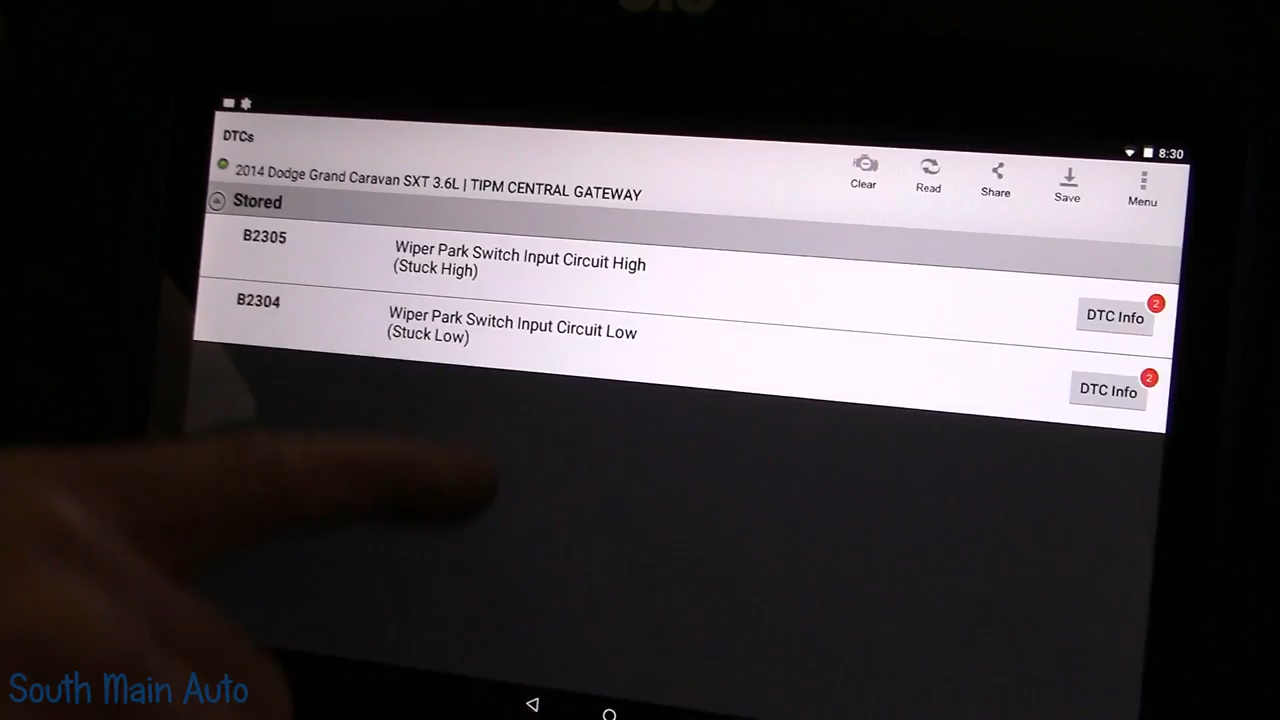 8:30
DTCs
2014 Dodge Grand Caravan SXT 3.6L | TIPM CENTRAL GATEWAY
Clear
Read
Share
Save
Menu
Stored
B2305
Wiper Park Switch Input Circuit High
(Stuck High)
2
DTC Info
B2304
Wiper Park Switch Input Circuit Low
(Stuck Low)
2
DTC Info
South Main Auto